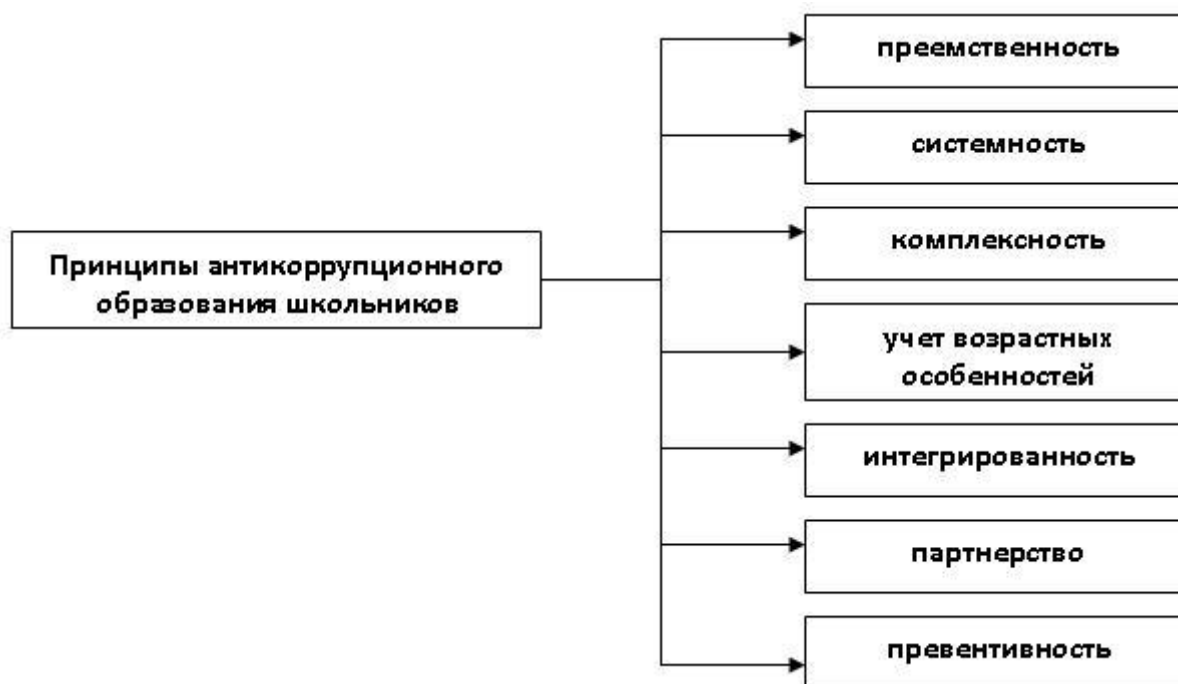 Принципы антикоррупционного
образования школьников
преемственность
системность
комплексность
учет возрастных
особенностей
интегрированность
партнерство
превентивность